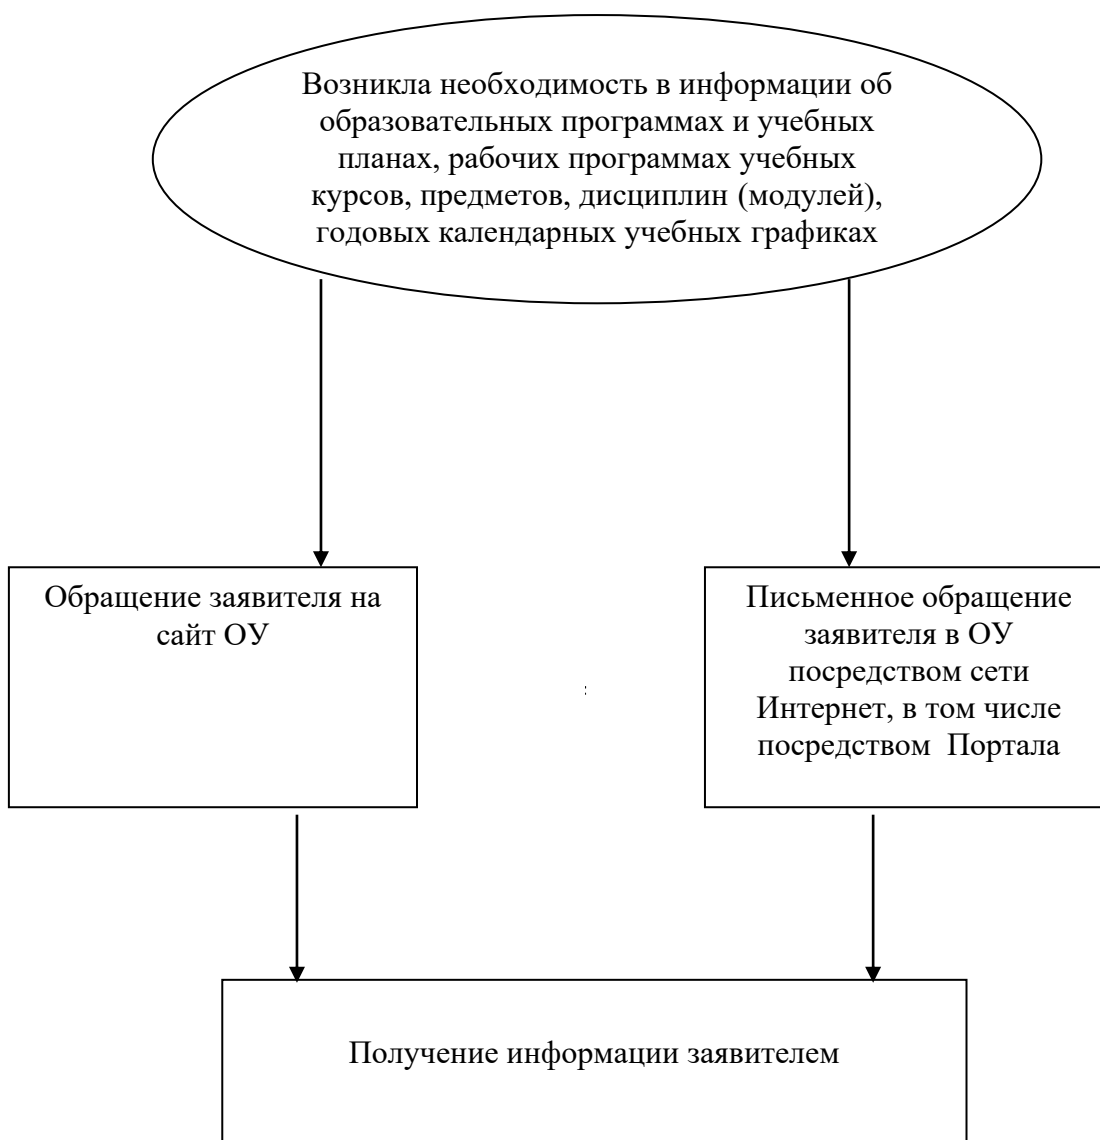 Возникла необходимость в информации об
образовательных программах и учебных
планах, рабочих программах учебных
курсов, предметов, дисциплин (модулей),
годовых календарных учебных графиках
Обращение заявителя на
сайт ОУ
Письменное обращение
заявителя в ОУ
посредством сети
Интернет, в том числе
посредством  Портала
:
Получение информации заявителем